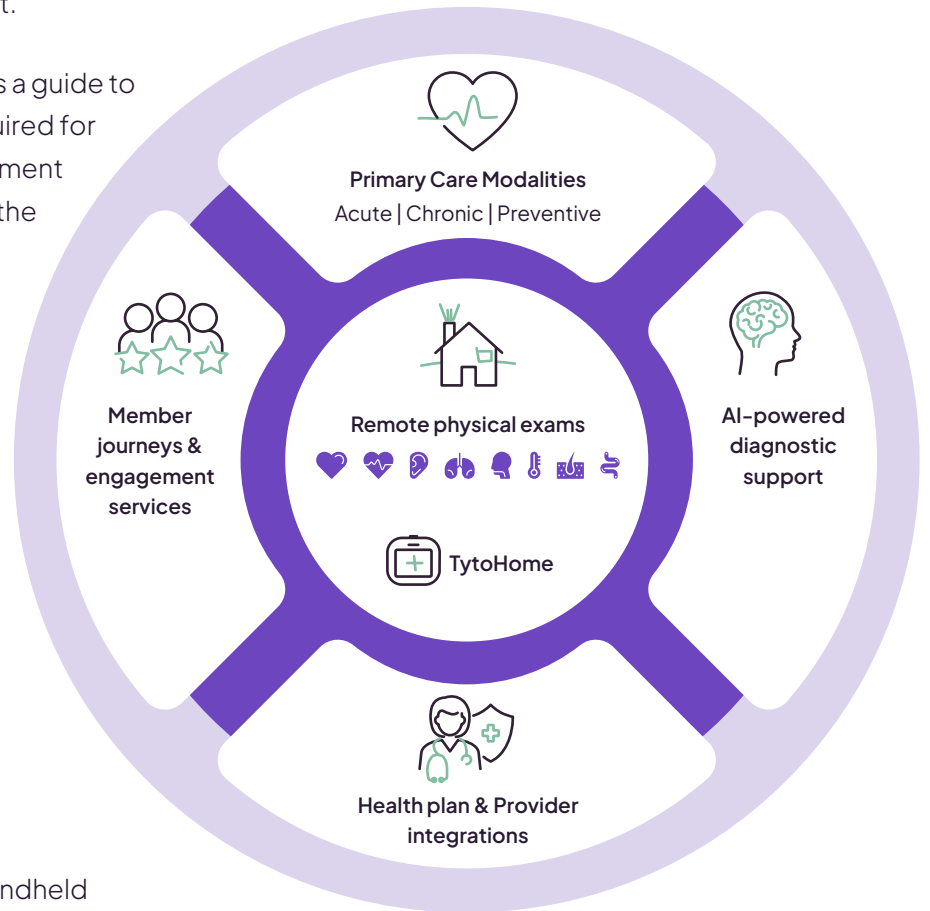 t.
s a guide to
uired for
ment
the
Primary Care Modalities
Acute | Chronic | Preventive
Member
journeys &
engagement
services
Remote physical exams
TytoHome
AI-powered
diagnostic
support
Health plan & Provider
integrations
ndheld